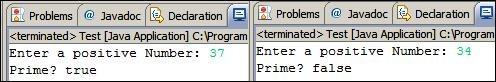 Problems @ Javadoc Declaration
<terminated> Test [Java Application] C:\Program
Enter a positive Number: 37
Prime? true
Problems @ Javadoc Declaration
<terminated> Test [Java Application] C:\Program
Enter a positive Number: 34
Prime? false